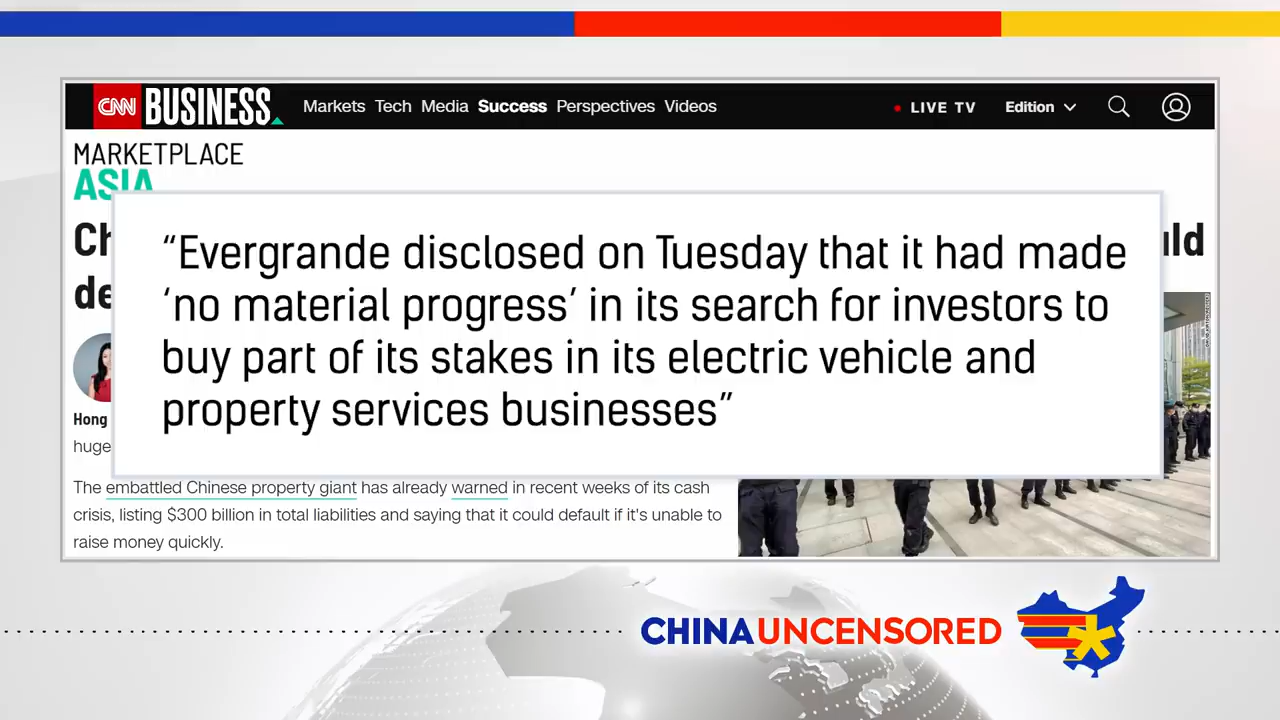 CNN BUSINESS Markets Tech Media Success Perspectives Videos LIVE TV Edition
MARKETPLACE
ASIA
“Evergrande disclosed on Tuesday that it had made
‘no material progress’ in its search for investors to
buy part of its stakes in its electric vehicle and
property services businesses”
Hong
huge
The embattled Chinese property giant has already warned in recent weeks of its cash
crisis, listing $300 billion in total liabilities and saying that it could default if it's unable to
raise money quickly.
CHINA UNCENSORED